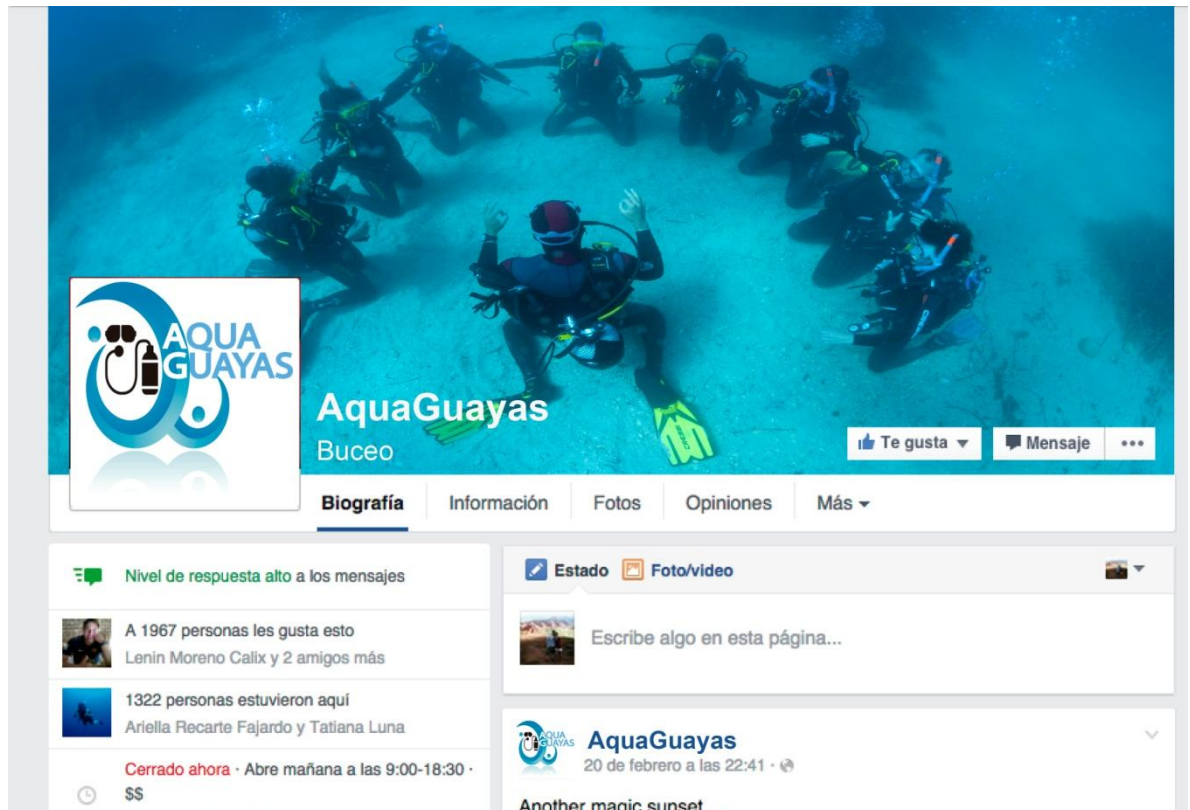 AQUA
GUAYAS
AquaGuayas
Buceo
Te gusta
Mensaje
Biografía
Información
Fotos
Opiniones
Más
Nivel de respuesta alto a los mensajes
A 1967 personas les gusta esto
Lenin Moreno Calix y 2 amigos más
1322 personas estuvieron aquí
Ariella Recarte Fajardo y Tatiana Luna
Cerrado ahora · Abre mañana a las 9:00-18:30 ·
$$
Estado
Foto/video
Escribe algo en esta página...
AQUA
GUAYAS
AquaGuayas
20 de febrero a las 22:41 ·
Another magic sunset